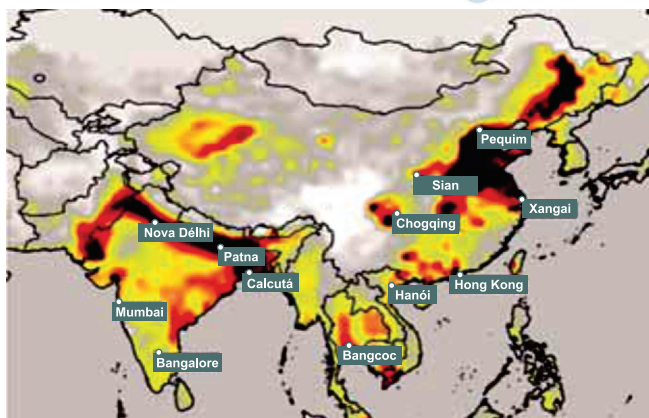 Pequim
Sian
Xangai
Chogqing
Nova Délhi
Patna
Calcutá
Hong Kong
Hanói
Mumbai
Bangcoc
Bangalore